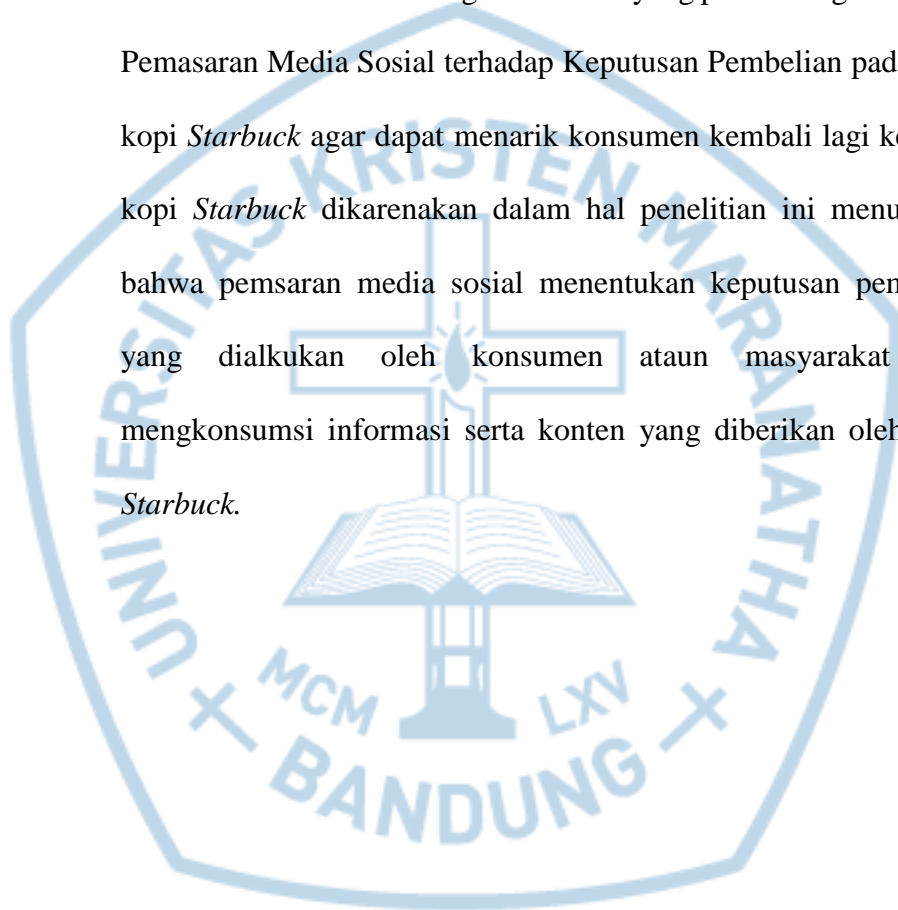 yang p
Pemasaran Media Sosial terhadap Keputusan Pembelian pad
kopi Starbuck agar dapat menarik konsumen kembali lagi k
kopi Starbuck dikarenakan dalam hal penelitian ini menu
bahwa pemsaran media sosial menentukan keputusan pem
yang dialkukan oleh konsumen ataun masyarakat
mengkonsumsi informasi serta konten yang diberikan oleh
Starbuck.
UNIVERSITAS KRISTEN MARANATHA
MCM LXV
BANDUNG